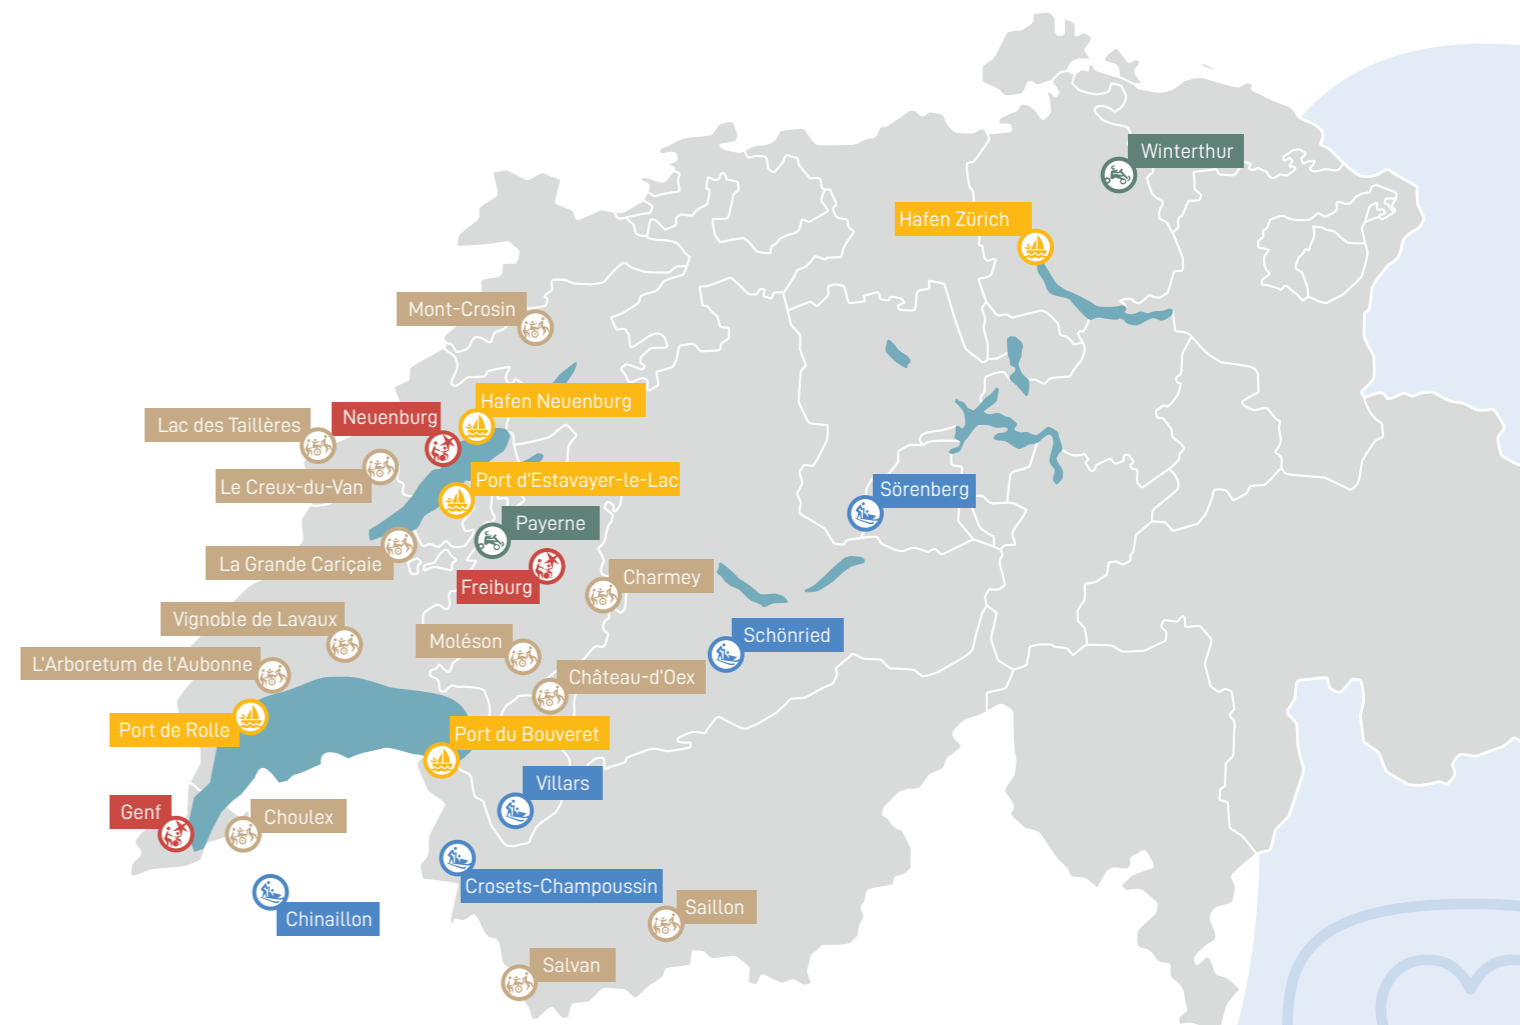 Winterthur
Hafen Zürich
Mont-Crosin
Hafen Neuenburg
Neuenburg
Lac des Taillères
Port d'Estavayer-le-Lac
Le Creux-du-Van
Sörenberg
Payerne
La Grande Cariçaie
Charmey
Freiburg
Vignoble de Lavaux
Schönried
Moléson
L'Arboretum de l'Aubonne
Château-d'Oex
Port de Rolle
Port du Bouveret
Villars
Genf
Choulex
Crosets-Champoussin
Saillon
Chinaillon
Salvan